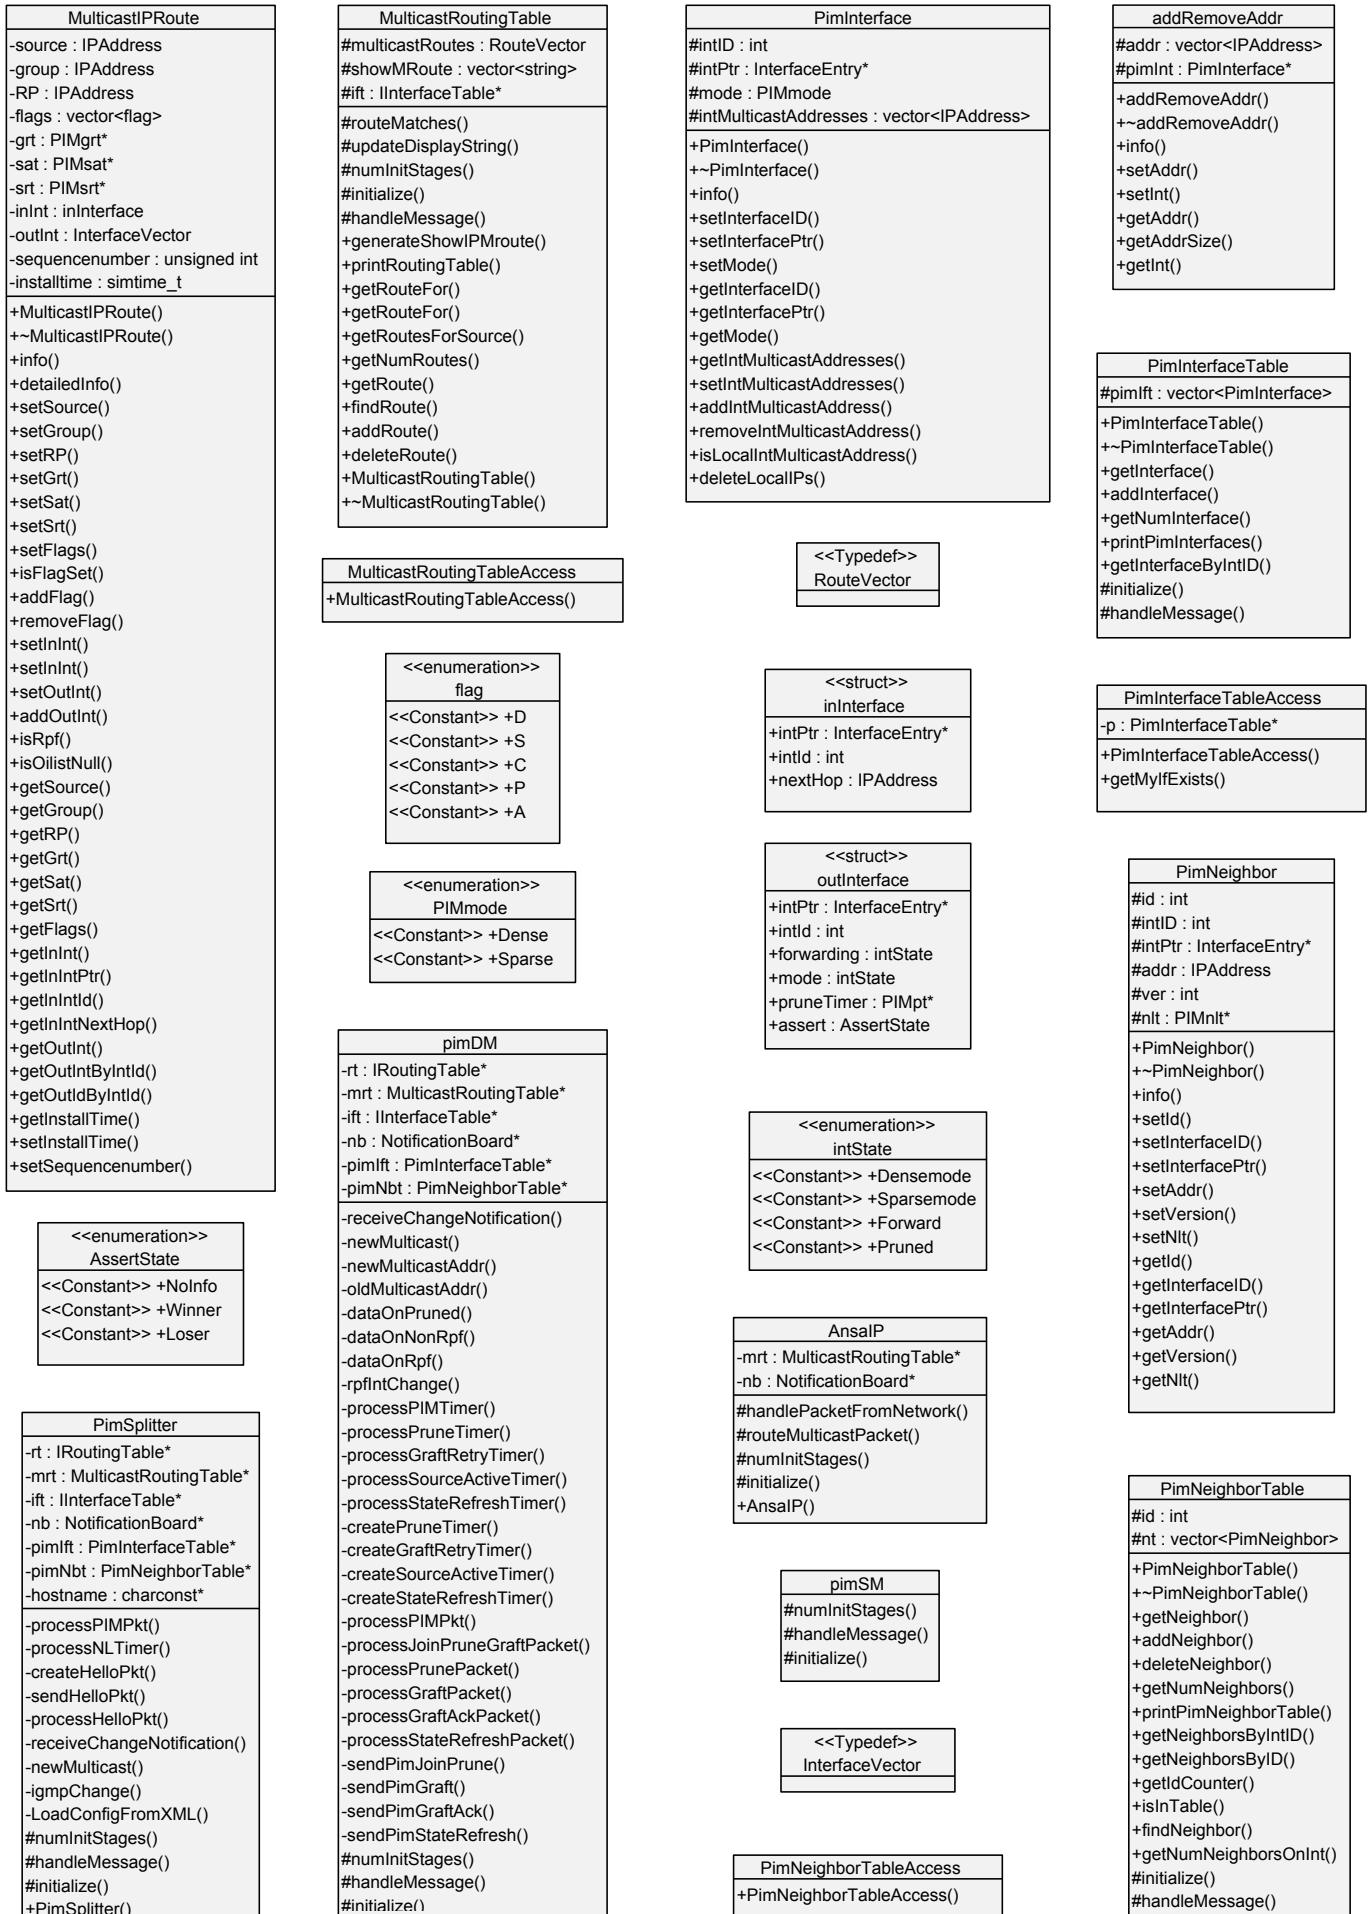 MulticastIPRoute
-source : IPAddress
-group : IPAddress
-RP : IPAddress
-flags : vector<flag>
-grt : PIMgrt*
-sat : PIMsat*
-srt : PIMsrt*
-inInt : inInterface
-outInt : InterfaceVector
-sequencenumber : unsigned int
-installtime : simtime_t
+MulticastIPRoute()
+~MulticastIPRoute()
+info()
+detailedInfo()
+setSource()
+setGroup()
+setRP()
+setGrt()
+setSat()
+setSrt()
+setFlags()
+isFlagSet()
+addFlag()
+removeFlag()
+setInInt()
+setInInt()
+setOutInt()
+addOutInt()
+isRpf()
+isOilistNull()
+getSource()
+getGroup()
+getRP()
+getGrt()
+getSat()
+getSrt()
+getFlags()
+getInInt()
+getInIntPtr()
+getInIntId()
+getInIntNextHop()
+getOutInt()
+getOutIntByIntId()
+getOutIdByIntId()
+getInstallTime()
+setInstallTime()
+setSequencenumber()
<<enumeration>>
AssertState
<<Constant>> +NoInfo
<<Constant>> +Winner
<<Constant>> +Loser
PimSplitter
-rt : IRoutingTable*
-mrt : MulticastRoutingTable*
-ift : IInterfaceTable*
-nb : NotificationBoard*
-pimIft : PimInterfaceTable*
-pimNbt : PimNeighborTable*
-hostname : charconst*
-processPIMPkt()
-processNLTimer()
-createHelloPkt()
-sendHelloPkt()
-processHelloPkt()
-receiveChangeNotification()
-newMulticast()
-igmpChange()
-LoadConfigFromXML()
#numInitStages()
#handleMessage()
#initialize()
+PimSplitter()
MulticastRoutingTable
#multicastRoutes : RouteVector
#showMRoute : vector<string>
#ift : IInterfaceTable*
#routeMatches()
#updateDisplayString()
#numInitStages()
#initialize()
#handleMessage()
+generateShowIPMroute()
+printRoutingTable()
+getRouteFor()
+getRouteFor()
+getRoutesForSource()
+getNumRoutes()
+getRoute()
+findRoute()
+addRoute()
+deleteRoute()
+MulticastRoutingTable()
+~MulticastRoutingTable()
MulticastRoutingTableAccess
+MulticastRoutingTableAccess()
<<enumeration>>
flag
<<Constant>> +D
<<Constant>> +S
<<Constant>> +C
<<Constant>> +P
<<Constant>> +A
<<enumeration>>
PIMmode
<<Constant>> +Dense
<<Constant>> +Sparse
pimDM
-rt : IRoutingTable*
-mrt : MulticastRoutingTable*
-ift : IInterfaceTable*
-nb : NotificationBoard*
-pimIft : PimInterfaceTable*
-pimNbt : PimNeighborTable*
-receiveChangeNotification()
-newMulticast()
-newMulticastAddr()
-oldMulticastAddr()
-dataOnPruned()
-dataOnNonRpf()
-dataOnRpf()
-rpfIntChange()
-processPIMTimer()
-processPruneTimer()
-processGraftRetryTimer()
-processSourceActiveTimer()
-processStateRefreshTimer()
-createPruneTimer()
-createGraftRetryTimer()
-createSourceActiveTimer()
-createStateRefreshTimer()
-processPIMPkt()
-processJoinPruneGraftPacket()
-processPrunePacket()
-processGraftPacket()
-processGraftAckPacket()
-processStateRefreshPacket()
-sendPimJoinPrune()
-sendPimGraft()
-sendPimGraftAck()
-sendPimStateRefresh()
#numInitStages()
#handleMessage()
#initialize()
PimInterface
#intID : int
#intPtr : InterfaceEntry*
#mode : PIMmode
#intMulticastAddresses : vector<IPAddress>
+PimInterface()
+~PimInterface()
+info()
+setInterfaceID()
+setInterfacePtr()
+setMode()
+getInterfaceID()
+getInterfacePtr()
+getMode()
+getIntMulticastAddresses()
+setIntMulticastAddresses()
+addIntMulticastAddress()
+removeIntMulticastAddress()
+isLocalIntMulticastAddress()
+deleteLocalIPs()
<<Typedef>>
RouteVector
<<struct>>
inInterface
+intPtr : InterfaceEntry*
+intId : int
+nextHop : IPAddress
<<struct>>
outInterface
+intPtr : InterfaceEntry*
+intId : int
+forwarding : intState
+mode : intState
+pruneTimer : PIMpt*
+assert : AssertState
<<enumeration>>
intState
<<Constant>> +Densemode
<<Constant>> +Sparsemode
<<Constant>> +Forward
<<Constant>> +Pruned
AnsaIP
-mrt : MulticastRoutingTable*
-nb : NotificationBoard*
#handlePacketFromNetwork()
#routeMulticastPacket()
#numInitStages()
#initialize()
+AnsaIP()
pimSM
#numInitStages()
#handleMessage()
#initialize()
<<Typedef>>
InterfaceVector
PimNeighborTableAccess
+PimNeighborTableAccess()
addRemoveAddr
#addr : vector<IPAddress>
#pimInt : PimInterface*
+addRemoveAddr()
+~addRemoveAddr()
+info()
+setAddr()
+setInt()
+getAddr()
+getAddrSize()
+getInt()
PimInterfaceTable
#pimIft : vector<PimInterface>
+PimInterfaceTable()
+~PimInterfaceTable()
+getInterface()
+addInterface()
+getNumInterface()
+printPimInterfaces()
+getInterfaceByIntID()
#initialize()
#handleMessage()
PimInterfaceTableAccess
-p : PimInterfaceTable*
+PimInterfaceTableAccess()
+getMyIfExists()
PimNeighbor
#id : int
#intID : int
#intPtr : InterfaceEntry*
#addr : IPAddress
#ver : int
#nlt : PIMnlt*
+PimNeighbor()
+~PimNeighbor()
+info()
+setId()
+setInterfaceID()
+setInterfacePtr()
+setAddr()
+setVersion()
+setNlt()
+getId()
+getInterfaceID()
+getInterfacePtr()
+getAddr()
+getVersion()
+getNlt()
PimNeighborTable
#id : int
#nt : vector<PimNeighbor>
+PimNeighborTable()
+~PimNeighborTable()
+getNeighbor()
+addNeighbor()
+deleteNeighbor()
+getNumNeighbors()
+printPimNeighborTable()
+getNeighborsByIntID()
+getNeighborsByID()
+getIdCounter()
+isInTable()
+findNeighbor()
+getNumNeighborsOnInt()
#initialize()
#handleMessage()